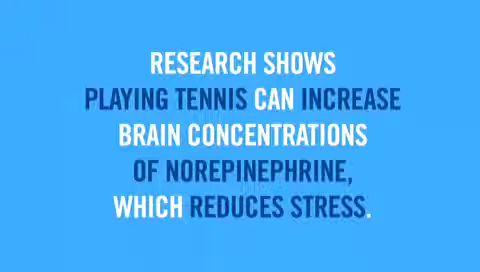 RESEARCH SHOWS
PLAYING TENNIS CAN INCREASE
BRAIN CONCENTRATIONS
OF NOREPINEPHRINE,
WHICH REDUCES STRESS.